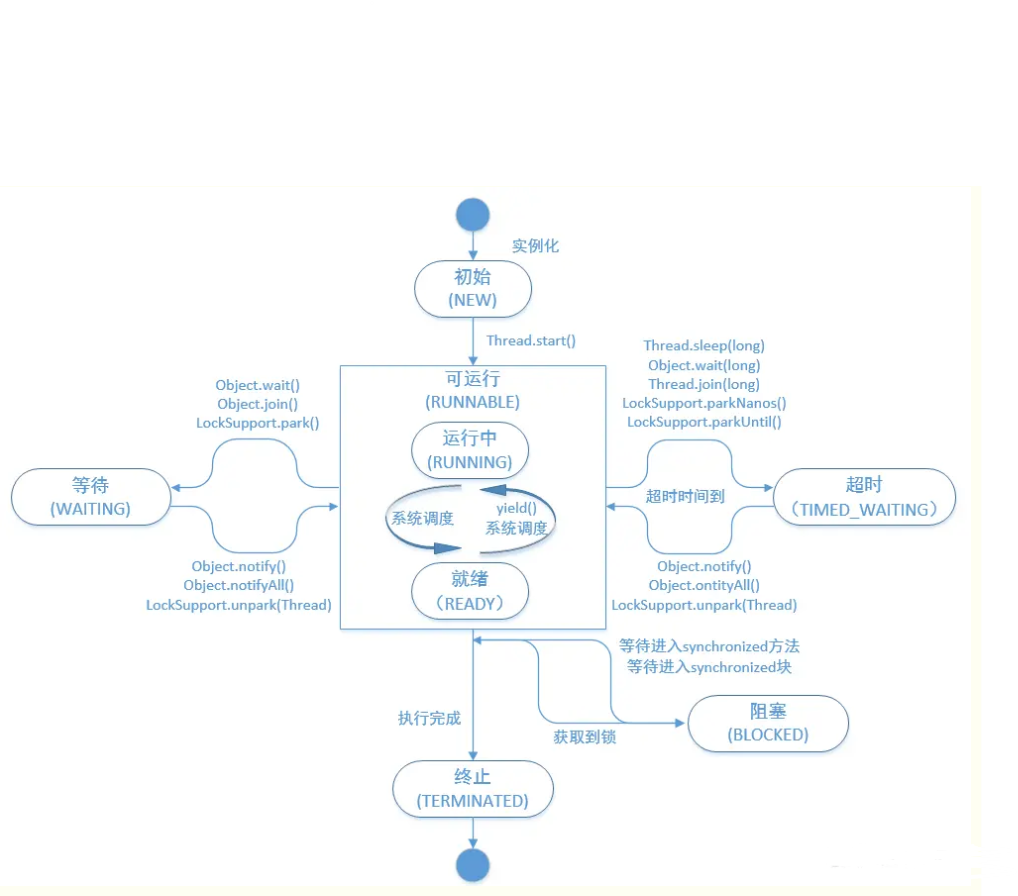 实例化
初始
(NEW)
Thread.start()
Object.wait()
Object.join()
LockSupport.park()
可运行
(RUNNABLE)
Thread.sleep(long)
Object.wait(long)
Thread.join(long)
LockSupport.parkNanos()
LockSupport.parkUntil()
运行中
(RUNNING)
等待
(WAITING)
超时时间到
超时
（TIMED_WAITING）
系统调度
yield()
系统调度
就绪
（READY）
Object.notify()
Object.notifyAll()
LockSupport.unpark(Thread)
Object.notify()
Object.ontityAll()
LockSupport.unpark(Thread)
等待进入synchronized方法
等待进入synchronized块
执行完成
获取到锁
阻塞
(BLOCKED)
终止
(TERMINATED)